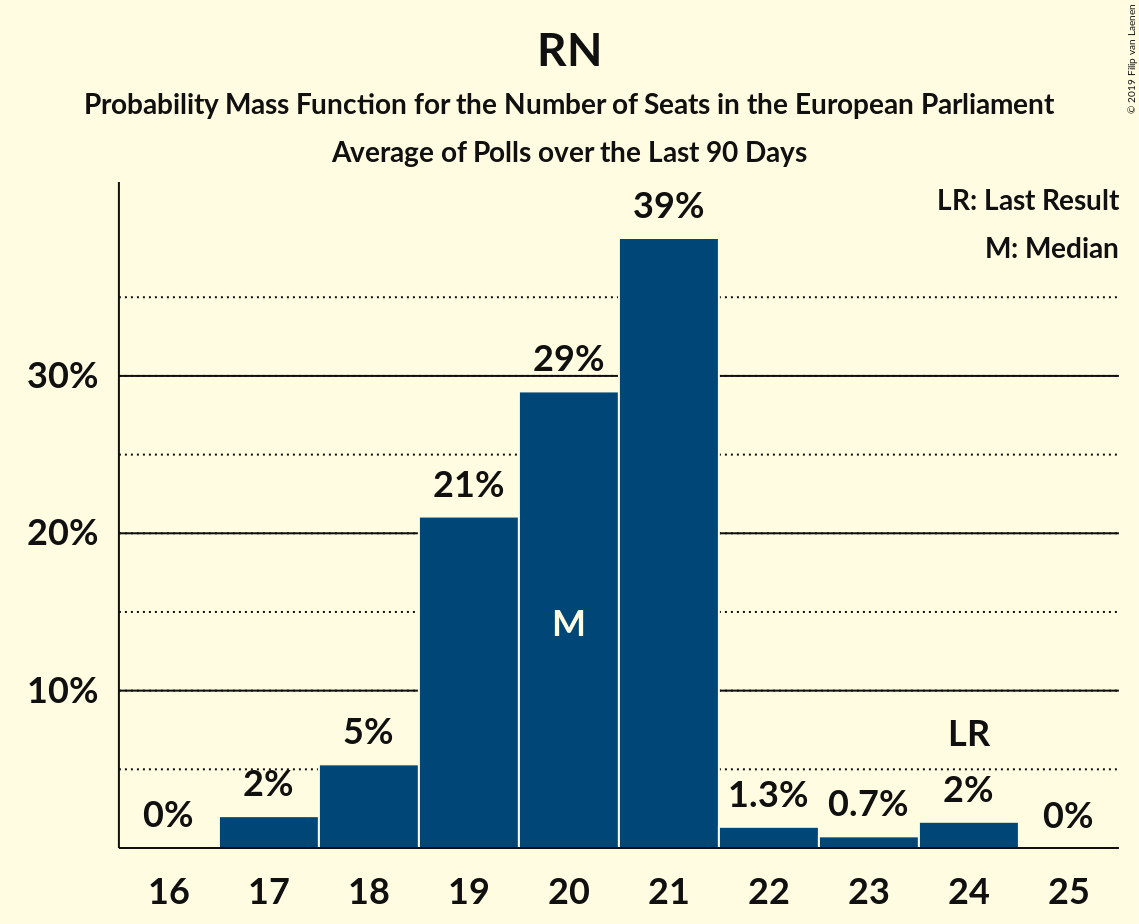 RN
Probability Mass Function for the Number of Seats in the European Parliament
Average of Polls over the Last 90 Days
© 2019 Filip van Laenen
LR: Last Result
M: Median
39%
29%
30%
21%
20%
M
10%
LR
5%
2%
0%
1.3%
0.7%
2%
0%
16 17 18 19 20 21 22 23 24 25